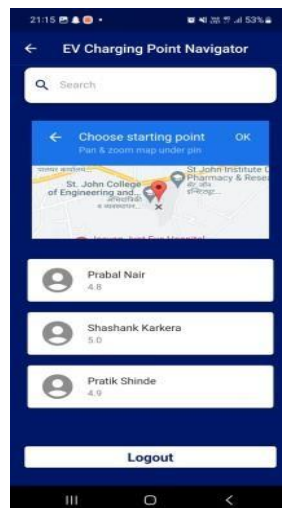 21:15
53%
EV Charging Point Navigator
Search
Choose starting point OK
Pan & zoom map under pin
St. John College
of Engineering and...
St. John Institute
Pharmacy &
Prabal Nair
4.8
Shashank Karkera
5.0
Pratik Shinde
4.9
Logout